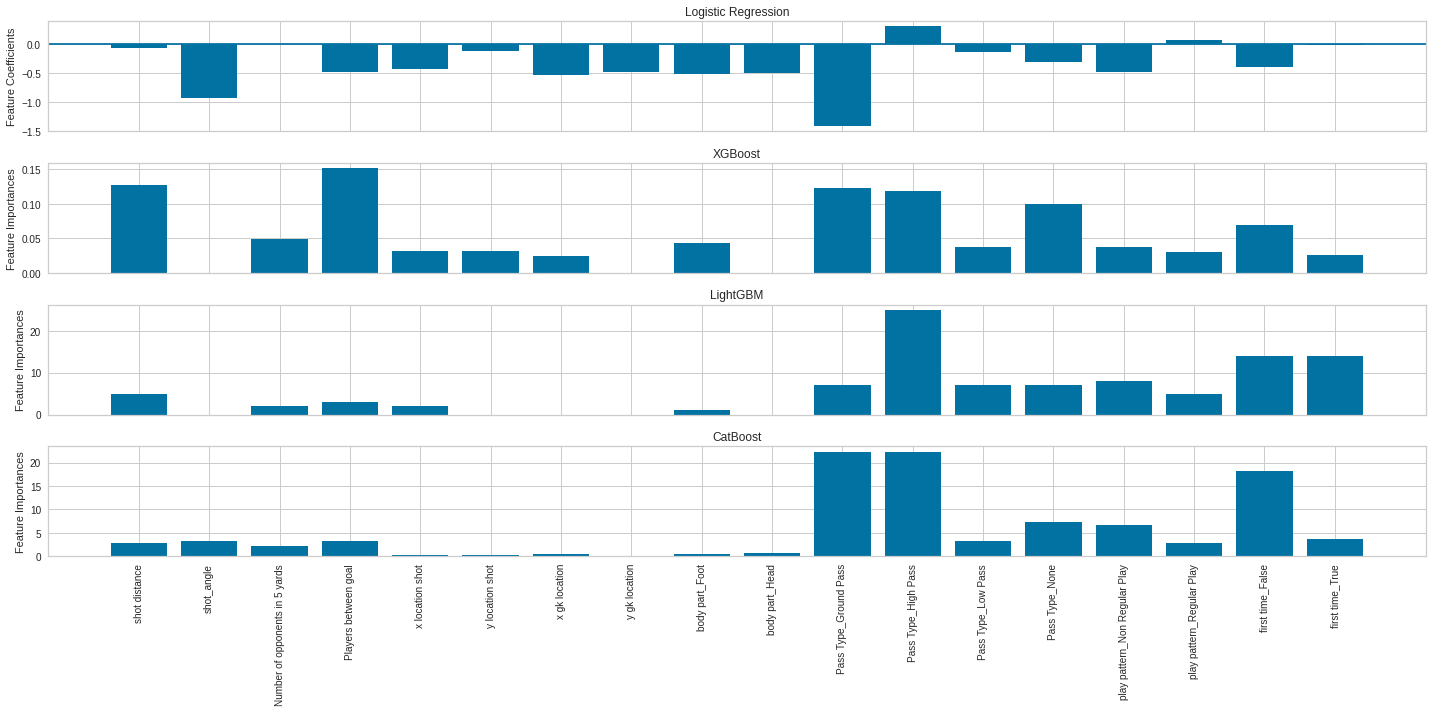 Logistic Regression
Feature Coefficients
0.0
−0.5
−1.0
−1.5
XGBoost
Feature Importances
0.15
0.10
0.05
0.00
LightGBM
Feature Importances
20
10
0
CatBoost
Feature Importances
20
15
10
5
0
shot distance
shot_angle
Number of opponents in 5 yards
Players between goal
x location shot
y location shot
x gk location
y gk location
body part_Foot
body part_Head
Pass Type_Ground Pass
Pass Type_High Pass
Pass Type_Low Pass
Pass Type_None
play pattern_Non Regular Play
play pattern_Regular Play
first time_False
first time_True